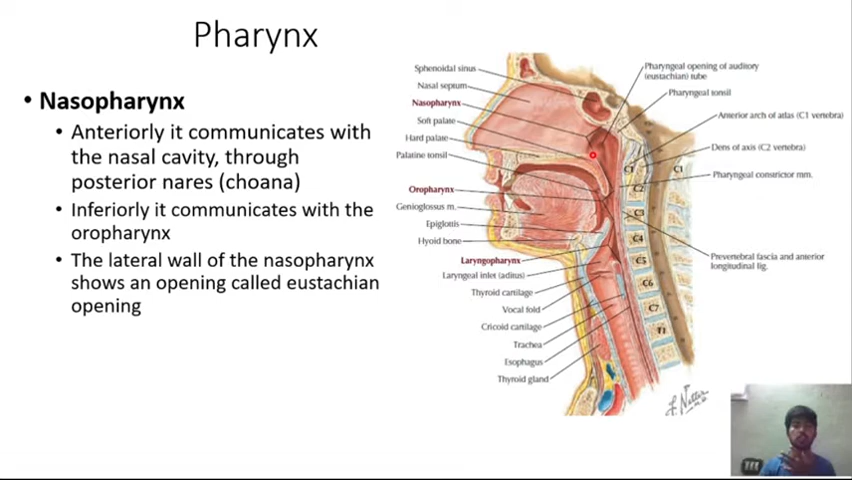 Pharynx
• Nasopharynx
• Anteriorly it communicates with
the nasal cavity, through
posterior nares (choana)
• Inferiorly it communicates with the
oropharynx
• The lateral wall of the nasopharynx
shows an opening called eustachian
opening
Sphenoidal sinus
Nasal septum
Nasopharynx
Soft palate
Hard palate
Palatine tonsil
Oropharynx
Genioglossus m.
Epiglottis
Hyoid bone
Laryngopharynx
Laryngeal inlet (aditus)
Thyroid cartilage
Vocal fold
Cricoid cartilage
Trachea
Esophagus
Thyroid gland
Pharyngeal opening of auditory
(eustachian) tube
Pharyngeal tonsil
Anterior arch of atlas (C1 vertebra)
Dens of axis (C2 vertebra)
Pharyngeal constrictor mm.
Prevertebral fascia and anterior
longitudinal lig.
C1
C1
C2
C3
C4
C5
C6
C7
T1
F. Netter
M.D.